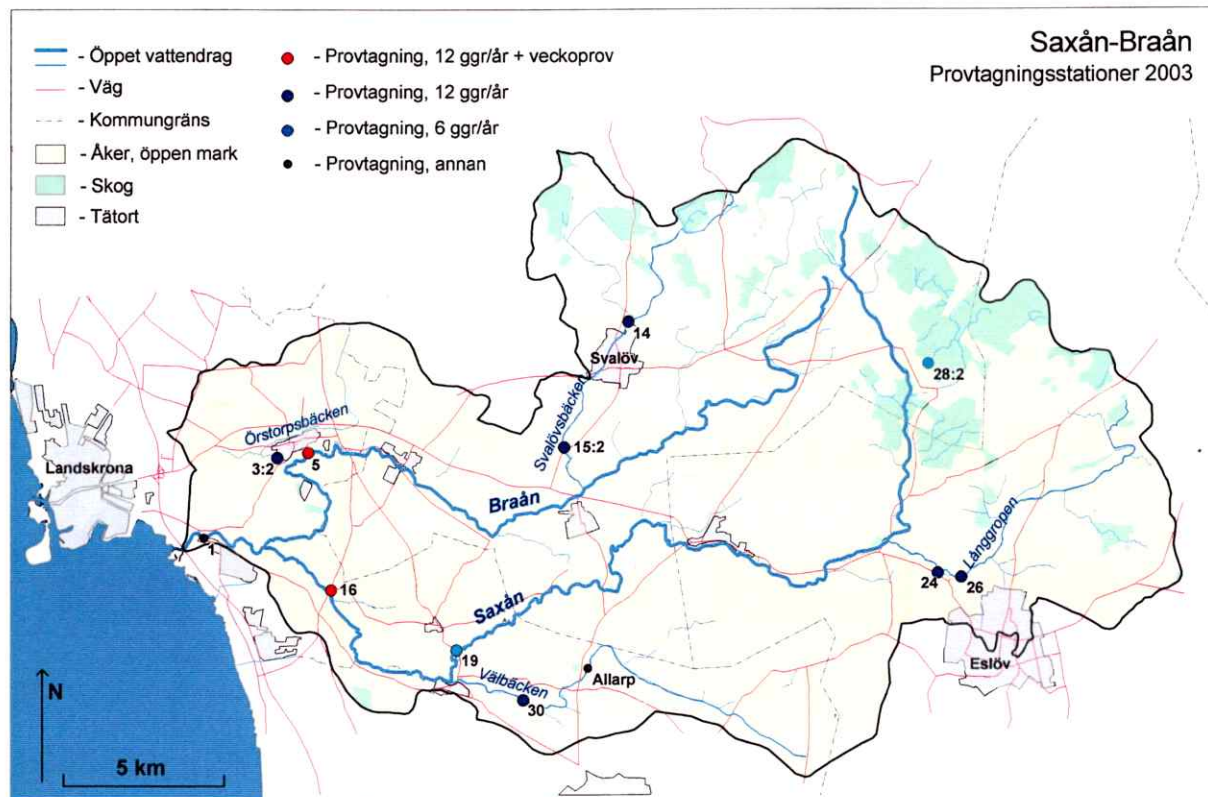 Saxån-Braån
Provtagningsstationer 2003
- Öppet vattendrag
- Väg
- Kommungräns
- Åker, öppen mark
- Skog
- Tätort
- Provtagning, 12 ggr/år + veckoprov
- Provtagning, 12 ggr/år
- Provtagning, 6 ggr/år
- Provtagning, annan
14
Svalöv
28:2
Svalövsbäcken
Örstorpsbäcken
15:2
3:2
5
Landskrona
Braån
Långgropen
1
24
26
16
Saxån
19
Eslöv
Allarp
Välbäcken
30
N
5 km